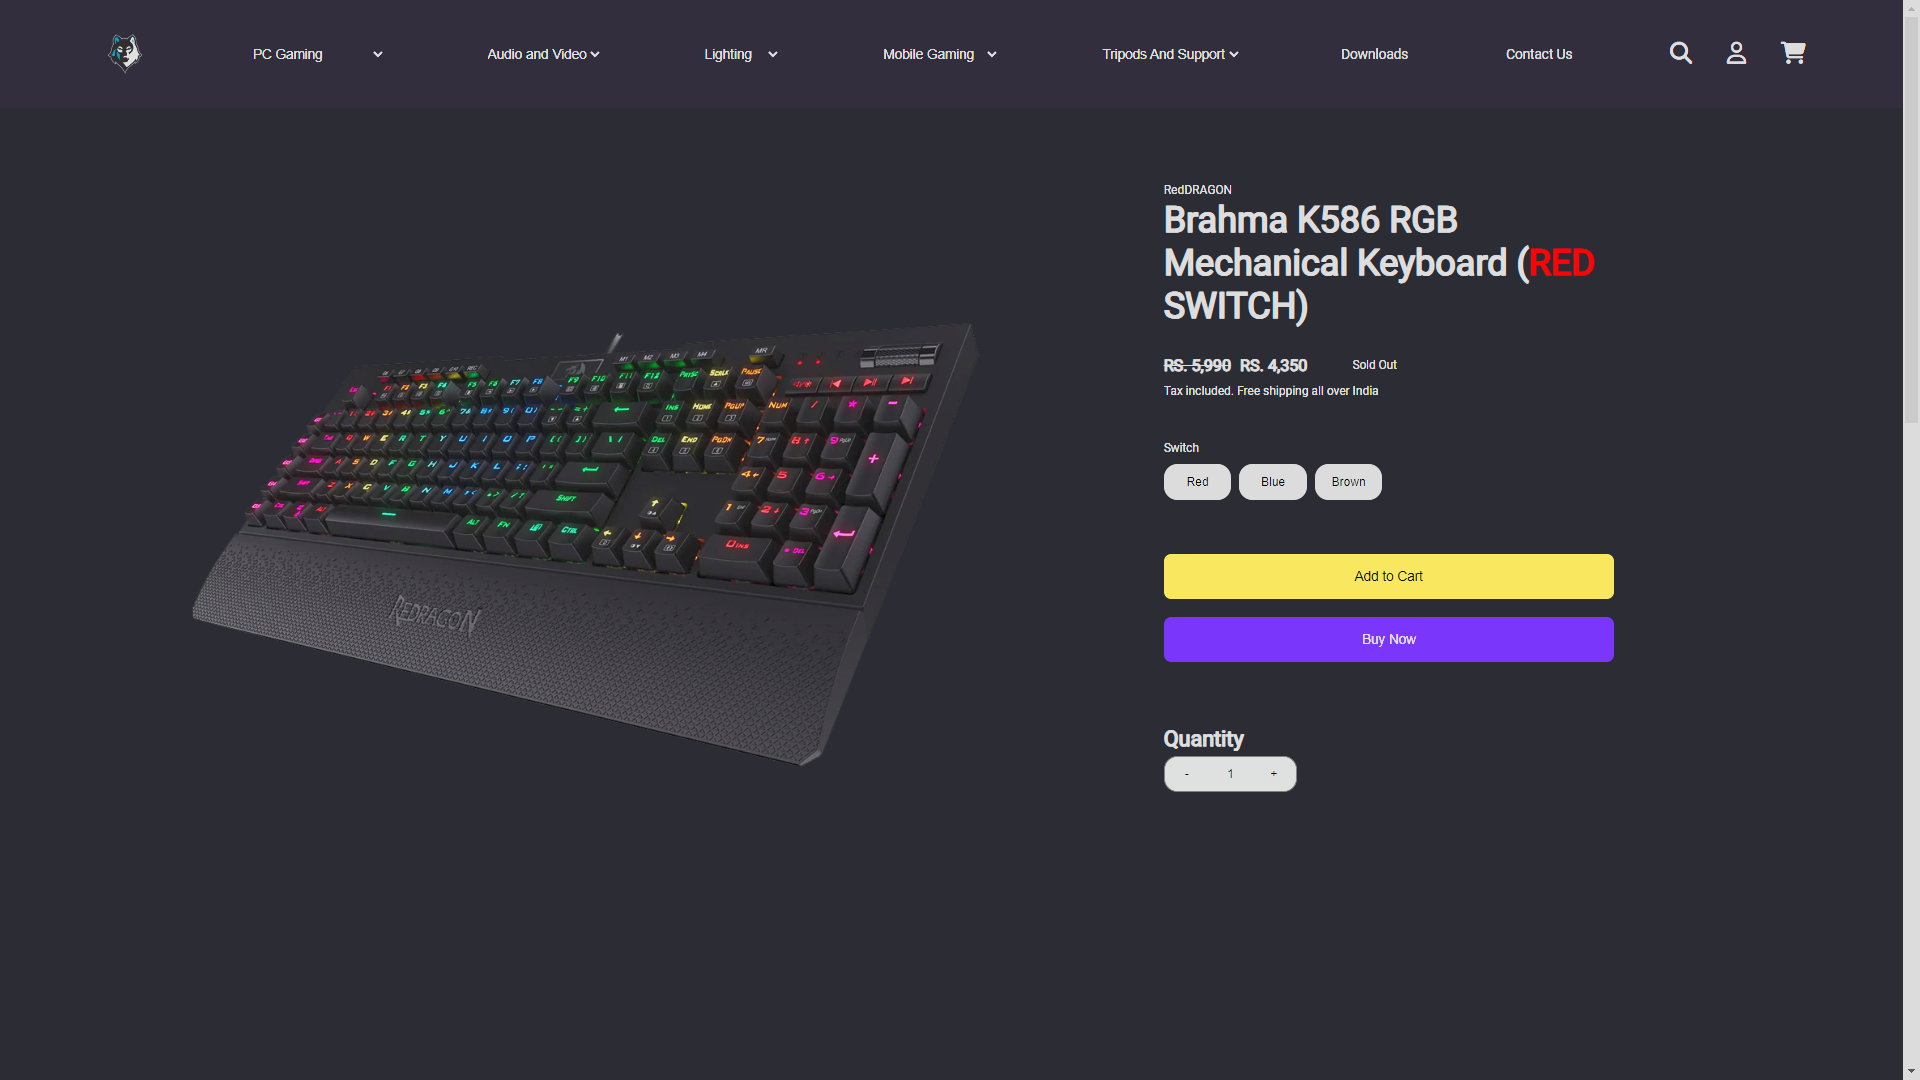 PC Gaming
Audio and Video
Lighting
Mobile Gaming
Tripods And Support
Downloads
Contact Us
RedDRAGON
Brahma K586 RGB
Mechanical Keyboard (RED
SWITCH)
RS. 5,990 RS. 4,350 Sold Out
Tax included. Free shipping all over India
Switch
Red Blue Brown
Add to Cart
Buy Now
Quantity
- 1 +
REDRAGON